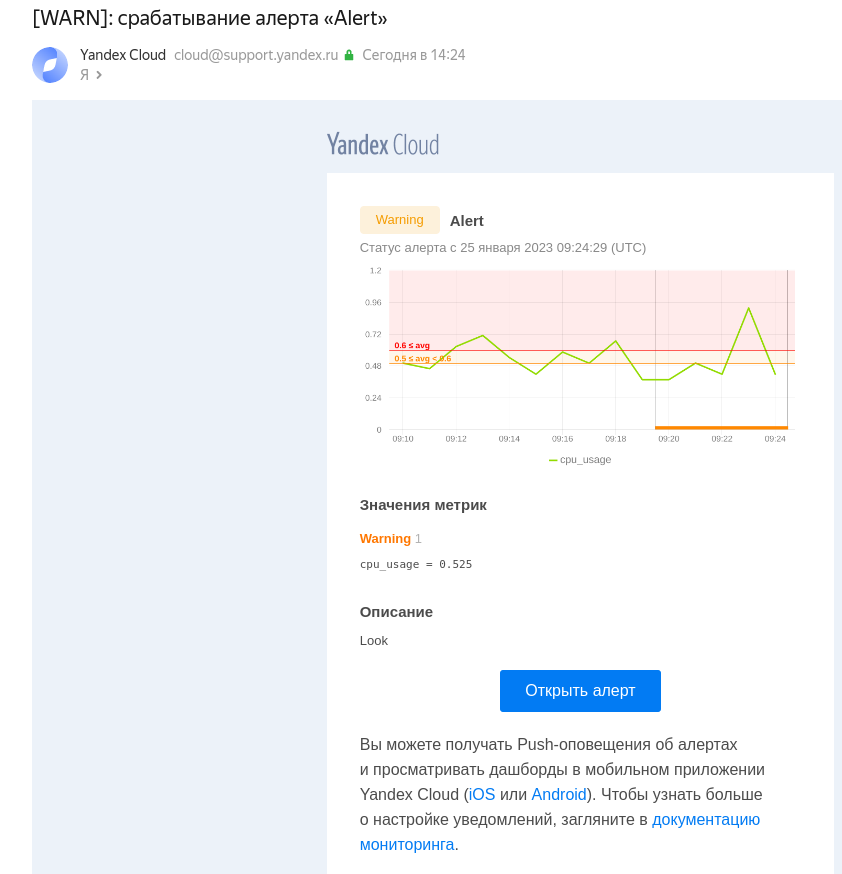 [WARN]: срабатывание алерта «Alert»
Yandex Cloud cloud@support.yandex.ru Сегодня в 14:24
Я
Yandex Cloud
Warning Alert
Статус алерта с 25 января 2023 09:24:29 (UTC)
1.2
0.96
0.72
0.6 ≤ avg
0.5 ≤ avg < 0.6
0.48
0.24
0
09:10 09:12 09:14 09:16 09:18 09:20 09:22 09:24
cpu_usage
Значения метрик
Warning 1
cpu_usage = 0.525
Описание
Look
Открыть алерт
Вы можете получать Push-оповещения об алертах
и просматривать дашборды в мобильном приложении
Yandex Cloud (iOS или Android). Чтобы узнать больше
о настройке уведомлений, загляните в документацию
мониторинга.